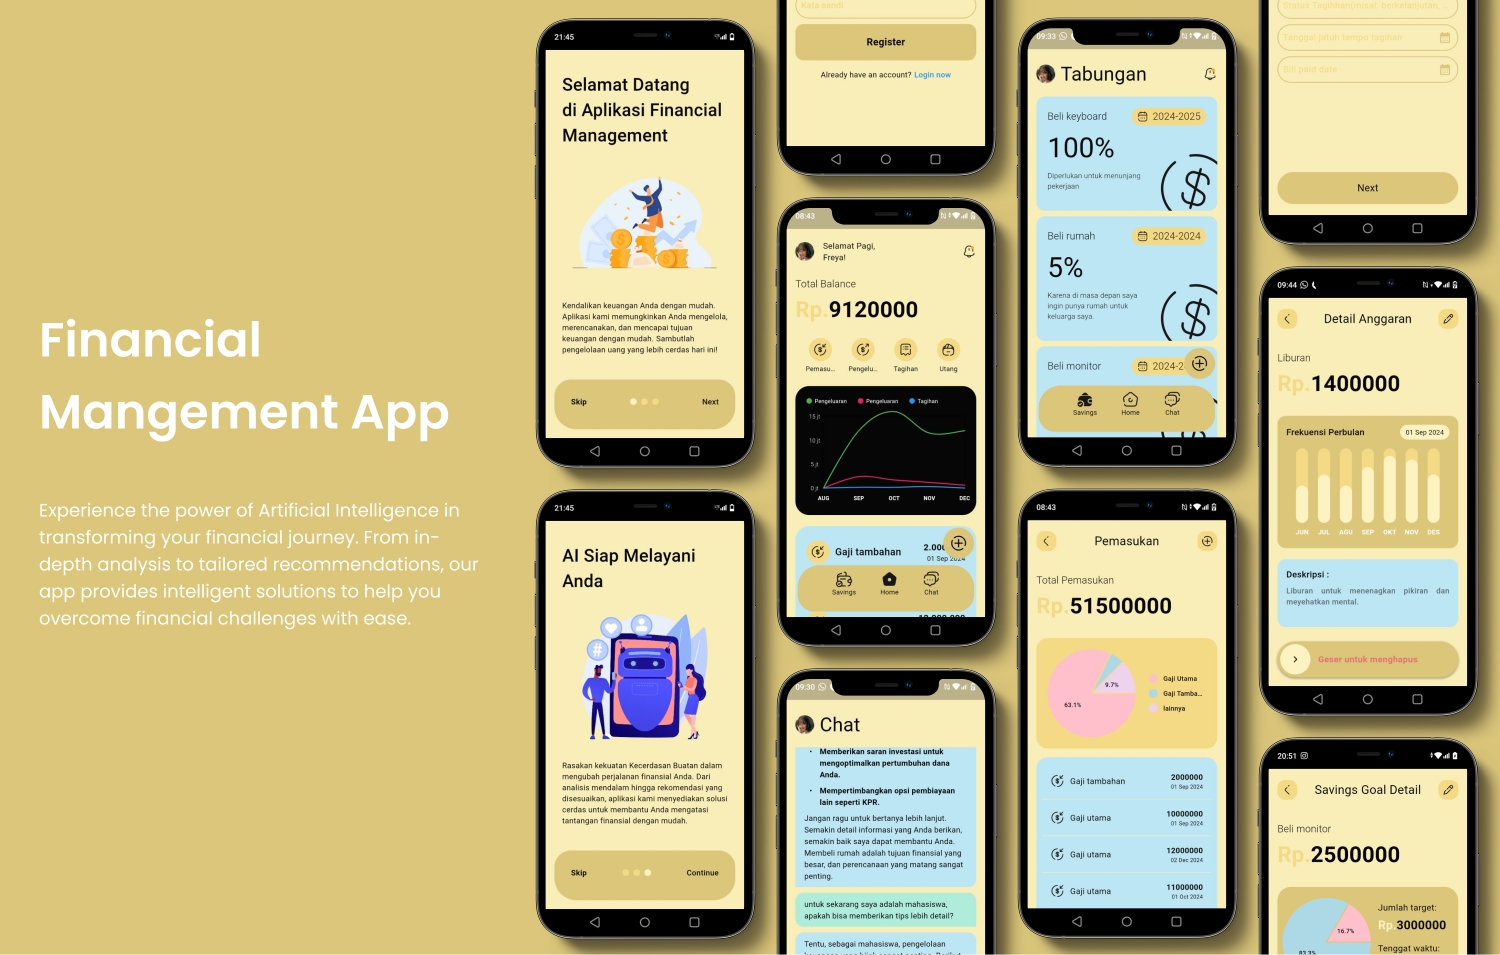 Financial
Mangement App
Experience the power of Artificial Intelligence in
transforming your financial journey. From in-
depth analysis to tailored recommendations, our
app provides intelligent solutions to help you
overcome financial challenges with ease.
21:45
Selamat Datang
di Aplikasi Financial
Management
Kendalikan keuangan Anda dengan mudah.
Aplikasi kami memungkinkan Anda mengelola,
merencanakan, dan mencapai tujuan
keuangan dengan mudah. Sambutlah
pengelolaan uang yang lebih cerdas hari ini!
Skip
Next
21:45
AI Siap Melayani
Anda
#
Rasakan kekuatan Kecerdasan Buatan dalam
mengubah perjalanan finansial Anda. Dari
analisis mendalam hingga rekomendasi yang
disesuaikan, aplikasi kami menyediakan solusi
cerdas untuk membantu Anda mengatasi
tantangan finansial dengan mudah.
Skip
Continue
Kata sandi
Register
Already have an account? Login now
08:43
Selamat Pagi,
Freya!
Total Balance
Rp.9120000
Pemasu...
Pengelu...
Tagihan
Utang
Pengeluaran
Pengeluaran
Tagihan
15 jt
10 jt
5 jt
0
AUG SEP OCT NOV DEC
Gaji tambahan
2.00
01 Sep 202
Savings
Home
Chat
09:30
Chat
• Memberikan saran investasi untuk
mengoptimalkan pertumbuhan dana
Anda.
• Mempertimbangkan opsi pembiayaan
lain seperti KPR.
Jangan ragu untuk bertanya lebih lanjut.
Semakin detail informasi yang Anda berikan,
semakin baik saya dapat membantu Anda.
Membeli rumah adalah tujuan finansial yang
besar, dan perencanaan yang matang sangat
penting.
untuk sekarang saya adalah mahasiswa,
apakah bisa memberikan tips lebih detail?
Tentu, sebagai mahasiswa, pengelolaan
09:33
Tabungan
Beli keyboard
2024-2025
100%
Diperlukan untuk menunjang
pekerjaan
Beli rumah
2024-2024
5%
Karena di masa depan saya
ingin punya rumah untuk
keluarga saya.
Beli monitor
2024-2
Savings
Home
Chat
08:43
Pemasukan
Total Pemasukan
Rp.51500000
9.7%
63.1%
Gaji Utama
Gaji Tamba...
lainnya
Gaji tambahan
2000000
01 Sep 2024
Gaji utama
10000000
01 Sep 2024
Gaji utama
12000000
02 Dec 2024
Gaji utama
11000000
01 Oct 2024
Status Tagihan(misal: berkelanjutan,...
Tanggal jatuh tempo tagihan
Bill paid date
Next
09:44
Detail Anggaran
Liburan
Rp.1400000
Frekuensi Perbulan
01 Sep 2024
JUN JUL AGU SEP OKT NOV DES
Deskripsi :
Liburan untuk menenagkan pikiran dan
meyehatkan mental.
Geser untuk menghapus
20:51
Savings Goal Detail
Beli monitor
Rp.2500000
16.7%
83.3%
Jumlah target:
Rp.3000000
Tenggat waktu: